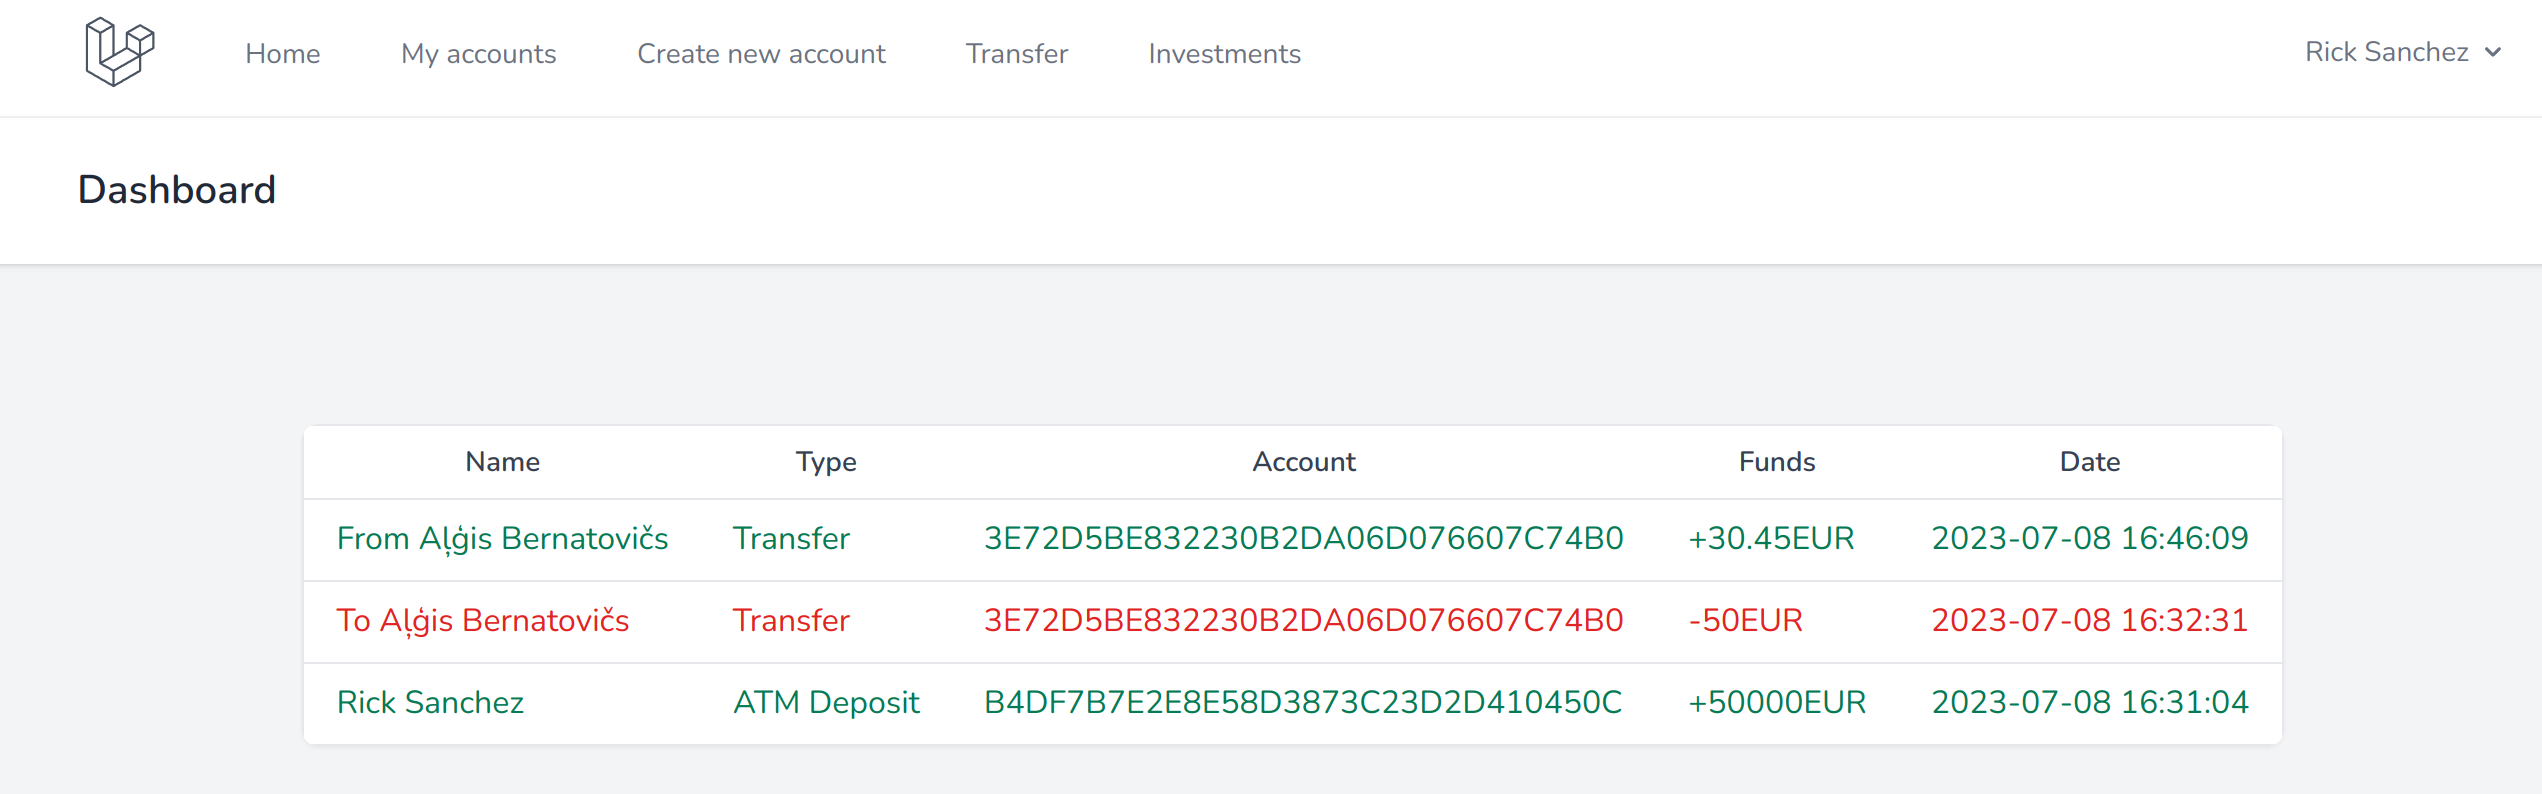 Home My accounts Create new account Transfer Investments Rick Sanchez
Dashboard
Name Type Account Funds Date
From Aļģis Bernatovičs Transfer 3E72D5BE832230B2DA06D076607C74B0 +30.45EUR 2023-07-08 16:46:09
To Aļģis Bernatovičs Transfer 3E72D5BE832230B2DA06D076607C74B0 -50EUR 2023-07-08 16:32:31
Rick Sanchez ATM Deposit B4DF7B7E2E8E58D3873C23D2D410450C +50000EUR 2023-07-08 16:31:04